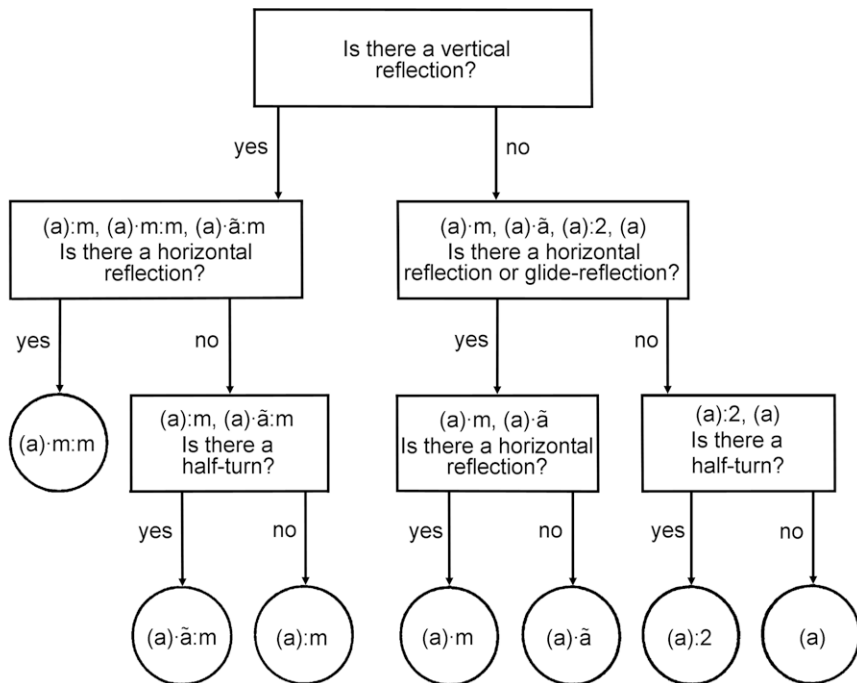 Is there a vertical
reflection?
yes
no
(a):m, (a)·m:m, (a)·ã:m
Is there a horizontal
reflection?
(a)·m, (a)·ã, (a):2, (a)
Is there a horizontal
reflection or glide-reflection?
yes
no
yes
no
(a)·m:m
(a):m, (a)·ã:m
Is there a
half-turn?
(a)·m, (a)·ã
Is there a horizontal
reflection?
(a):2, (a)
Is there a
half-turn?
yes
no
yes
no
yes
no
(a)·ã:m
(a):m
(a)·m
(a)·ã
(a):2
(a)